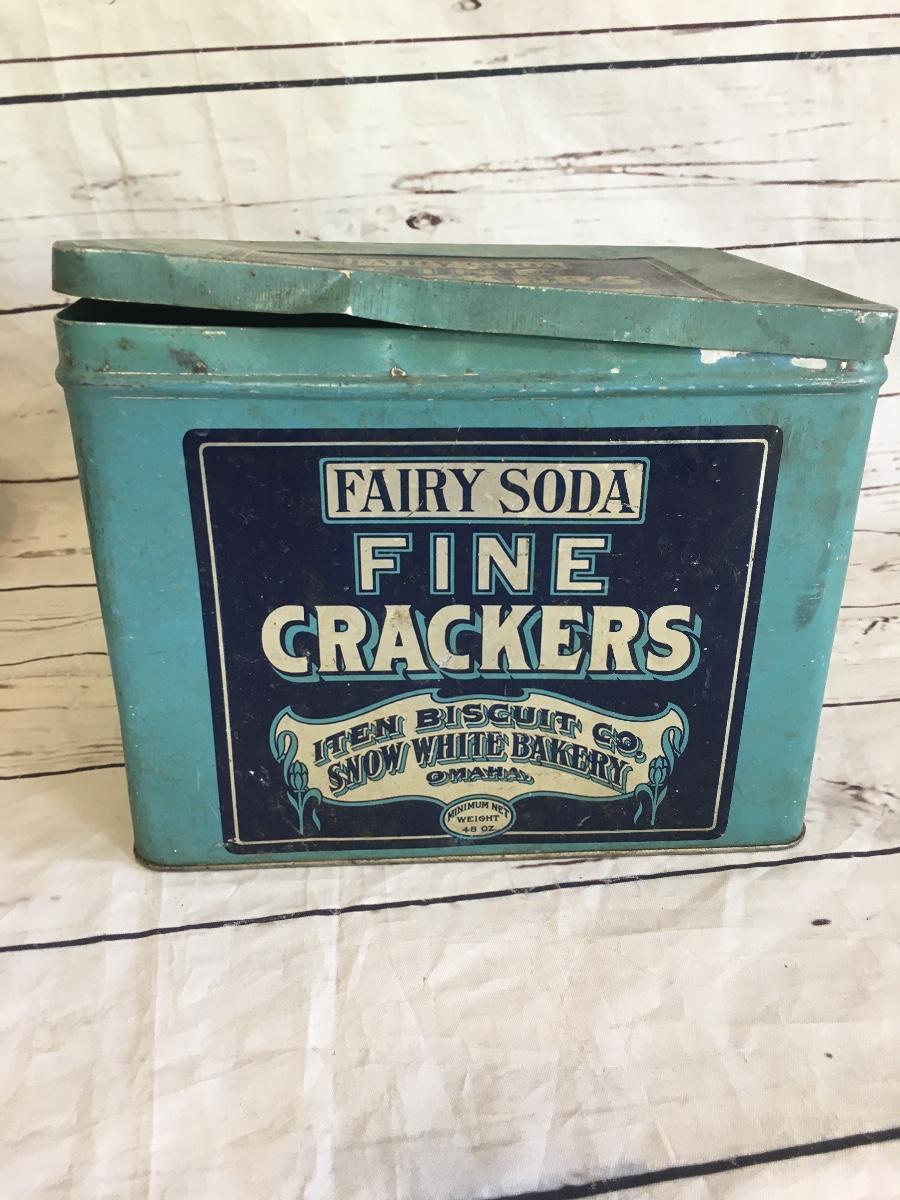 FAIRY SODA
FINE
CRACKERS
ITEN BISCUIT CO.
SNOW WHITE BAKERY
OMAHA.
MINIMUM NET
WEIGHT
48 OZ.